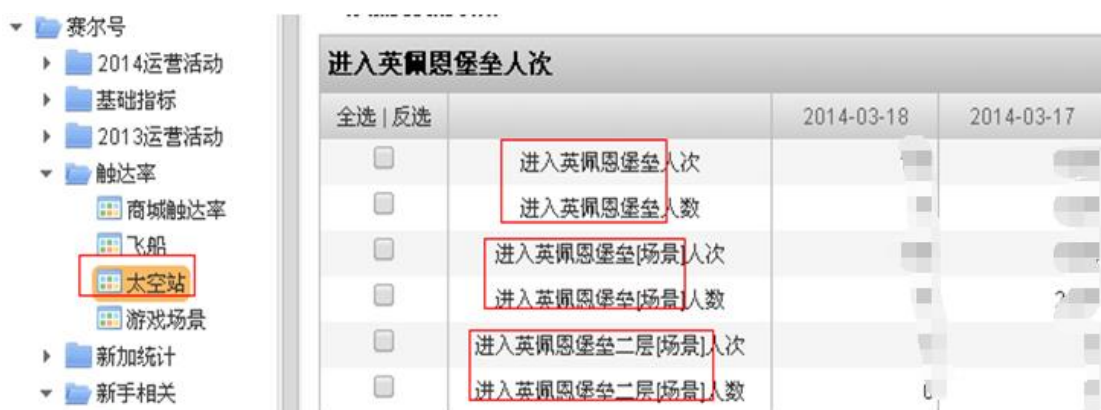 赛尔号
2014运营活动
基础指标
2013运营活动
触达率
商城触达率
飞船
太空站
游戏场景
新加统计
新手相关
进入英佩恩堡垒人次
全选 | 反选 2014-03-18 2014-03-17
进入英佩恩堡垒人次
进入英佩恩堡垒人数
进入英佩恩堡垒[场景]人次
进入英佩恩堡垒[场景]人数
进入英佩恩堡垒二层[场景]人次
进入英佩恩堡垒二层[场景]人数